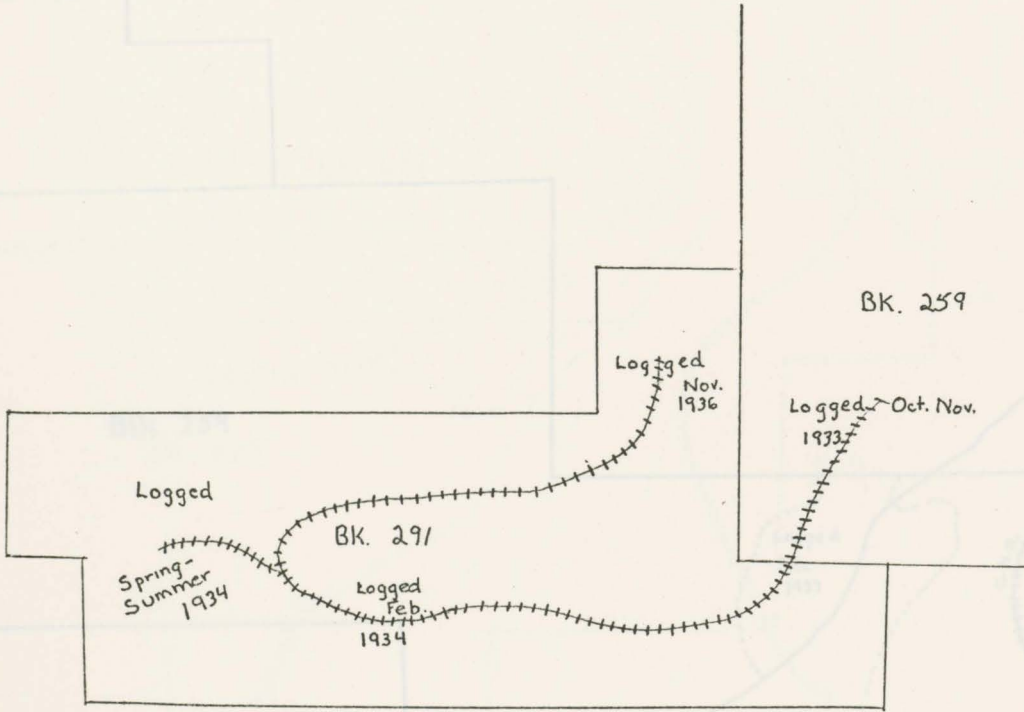 BK. 259
Logged
Nov.
1936
Logged Oct. Nov.
1933
Logged
BK. 291
Spring-
Summer
1934
Logged
Feb.
1934